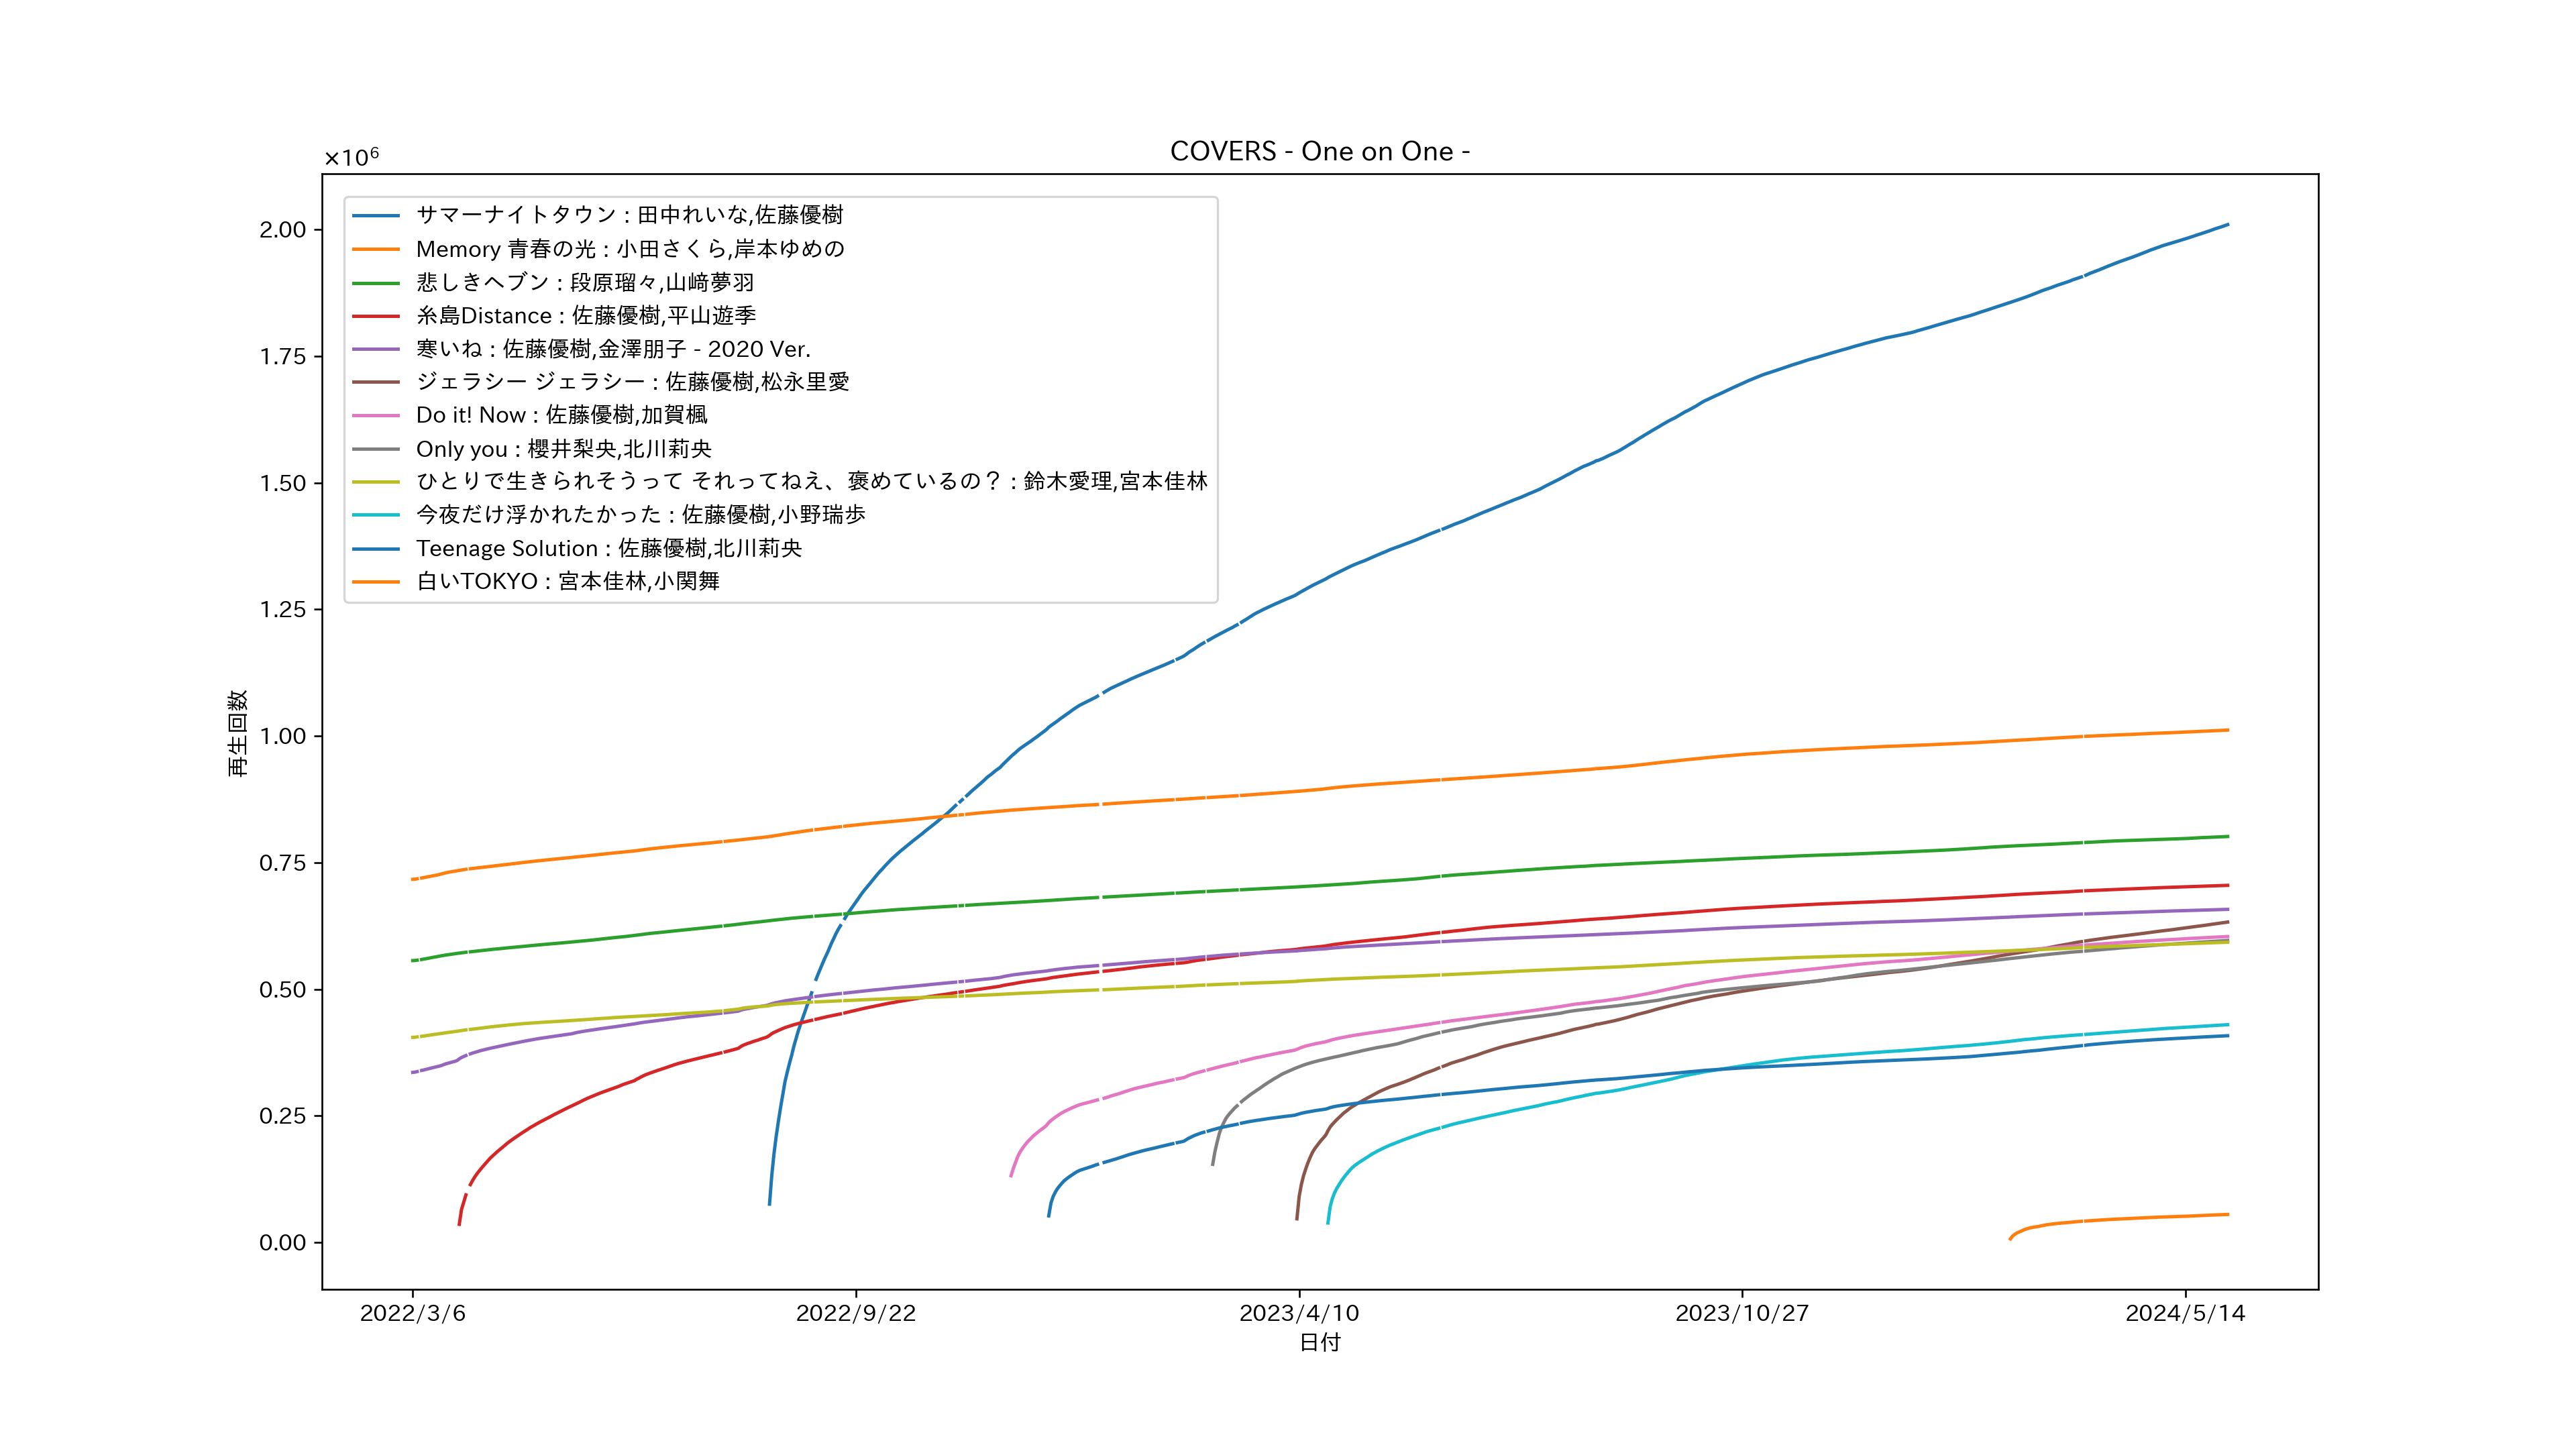 COVERS - One on One -
×10⁶
サマーナイトタウン : 田中れいな,佐藤優樹
Memory 青春の光 : 小田さくら,岸本ゆめの
悲しきヘブン : 段原瑠々,山﨑夢羽
糸島Distance : 佐藤優樹,平山遊季
寒いね : 佐藤優樹,金澤朋子 - 2020 Ver.
ジェラシー ジェラシー : 佐藤優樹,松永里愛
Do it! Now : 佐藤優樹,加賀楓
Only you : 櫻井梨央,北川莉央
ひとりで生きられそうって それってねえ、褒めているの？ : 鈴木愛理,宮本佳林
今夜だけ浮かれたかった : 佐藤優樹,小野瑞歩
Teenage Solution : 佐藤優樹,北川莉央
白いTOKYO : 宮本佳林,小関舞
2.00
1.75
1.50
1.25
1.00
0.75
0.50
0.25
0.00
再生回数
2022/3/6
2022/9/22
2023/4/10
2023/10/27
2024/5/14
日付